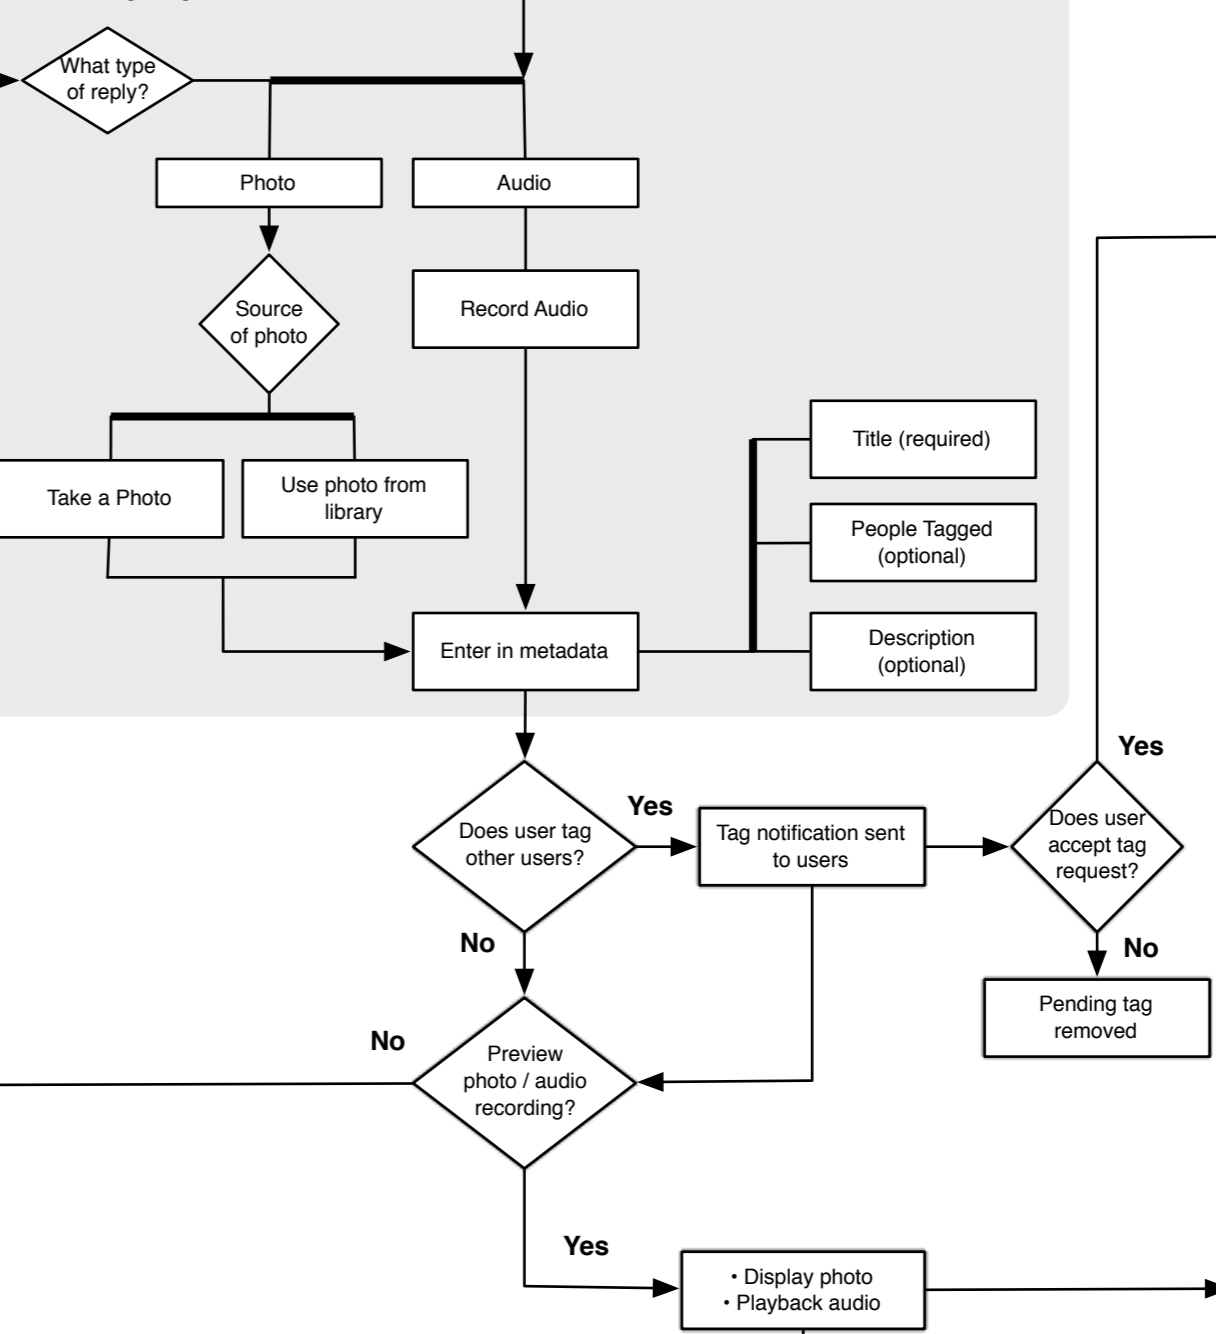 What type
of reply?
Photo
Audio
Source
of photo
Record Audio
Take a Photo
Use photo from
library
Title (required)
People Tagged
(optional)
Enter in metadata
Description
(optional)
Yes
Yes
Does user tag
other users?
Tag notification sent
to users
Does user
accept tag
request?
No
No
Pending tag
removed
No
Preview
photo / audio
recording?
Yes
• Display photo
• Playback audio